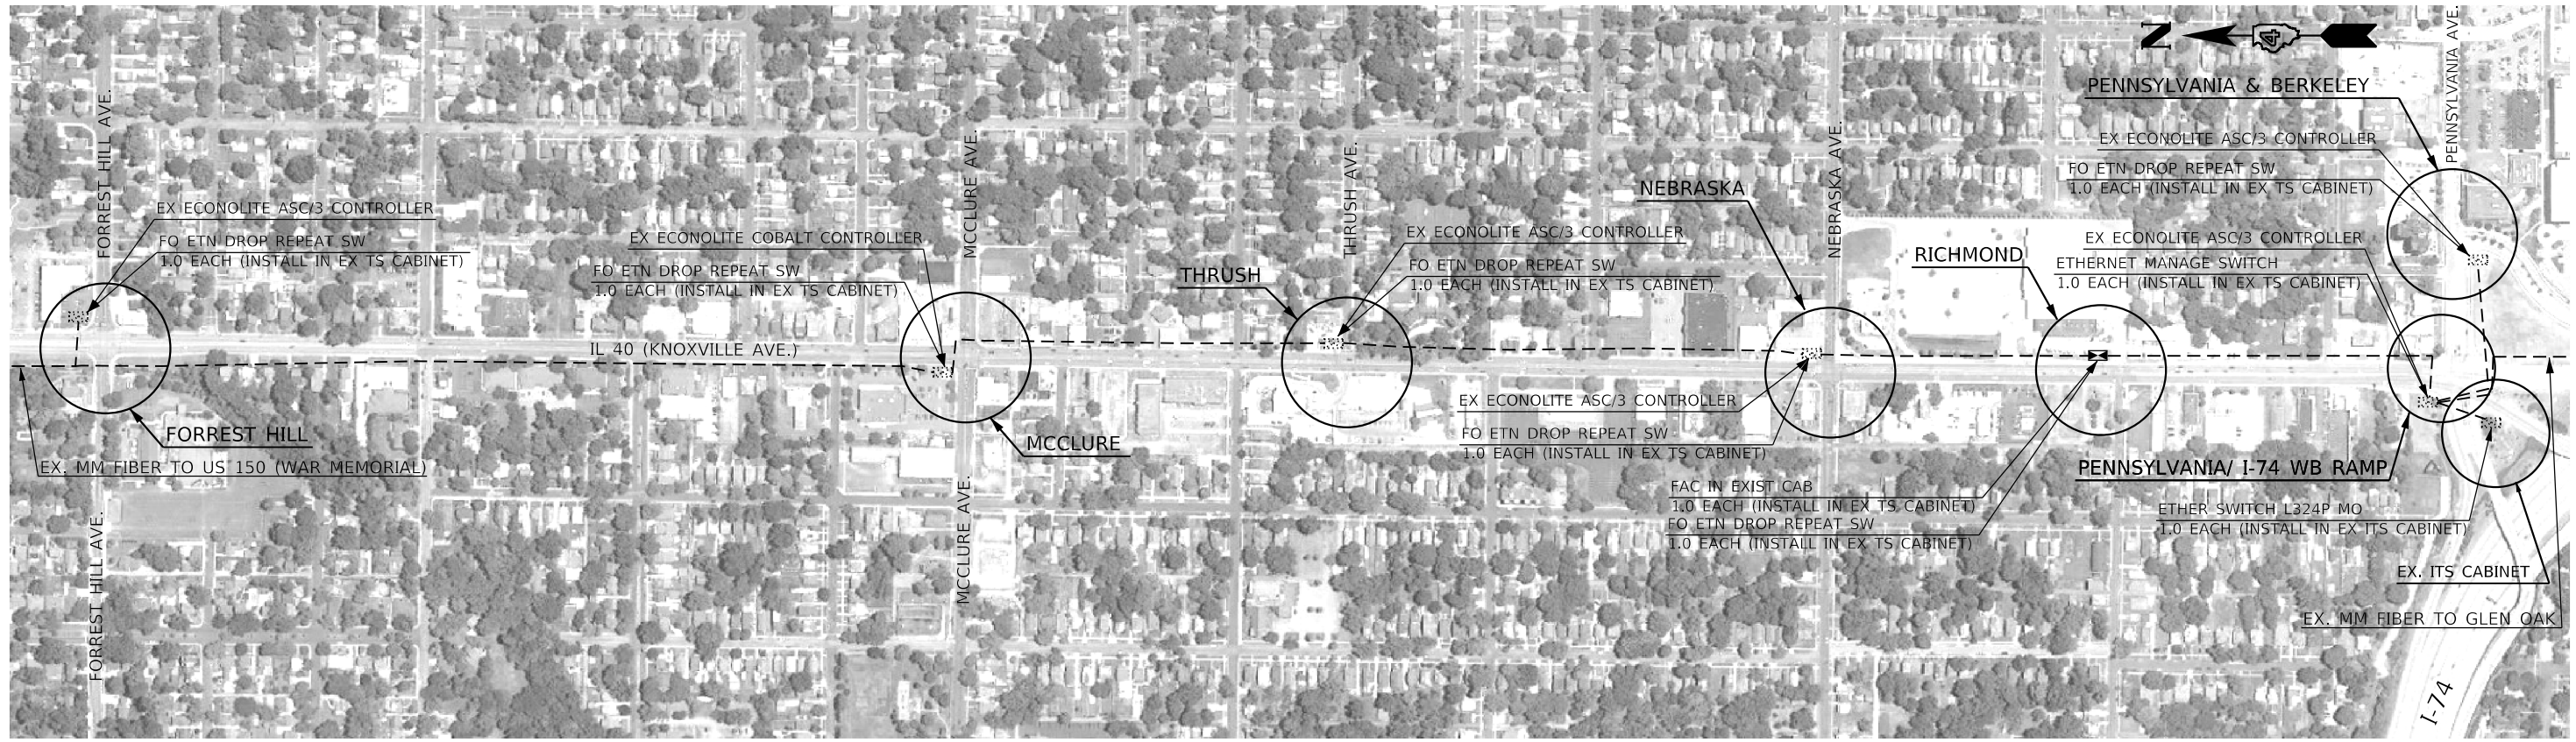 N
4
PENNSYLVANIA AVE.
PENNSYLVANIA & BERKELEY
EX ECONOLITE ASC/3 CONTROLLER
FO ETN DROP REPEAT SW
1.0 EACH (INSTALL IN EX TS CABINET)
FORREST HILL AVE.
EX ECONOLITE ASC/3 CONTROLLER
FO ETN DROP REPEAT SW
1.0 EACH (INSTALL IN EX TS CABINET)
EX ECONOLITE COBALT CONTROLLER
FO ETN DROP REPEAT SW
1.0 EACH (INSTALL IN EX TS CABINET)
MCCLURE AVE.
THRUSH
THRUSH AVE.
EX ECONOLITE ASC/3 CONTROLLER
FO ETN DROP REPEAT SW
1.0 EACH (INSTALL IN EX TS CABINET)
NEBRASKA
NEBRASKA AVE.
RICHMOND
EX ECONOLITE ASC/3 CONTROLLER
ETHERNET MANAGE SWITCH
1.0 EACH (INSTALL IN EX TS CABINET)
IL 40 (KNOXVILLE AVE.)
FORREST HILL
EX. MM FIBER TO US 150 (WAR MEMORIAL)
FORREST HILL AVE.
MCCLURE
MCCLURE AVE.
EX ECONOLITE ASC/3 CONTROLLER
FO ETN DROP REPEAT SW
1.0 EACH (INSTALL IN EX TS CABINET)
FAC IN EXIST CAB
1.0 EACH (INSTALL IN EX TS CABINET)
FO ETN DROP REPEAT SW
1.0 EACH (INSTALL IN EX TS CABINET)
PENNSYLVANIA/ I-74 WB RAMP
ETHER SWITCH L324P MO
1.0 EACH (INSTALL IN EX ITS CABINET)
EX. ITS CABINET
EX. MM FIBER TO GLEN OAK
I-74